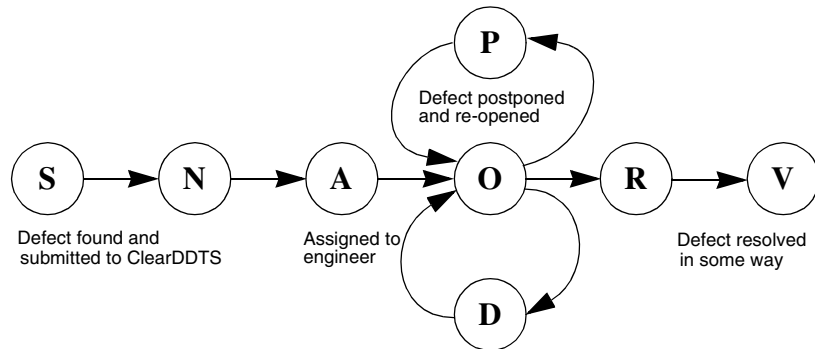 P
Defect postponed
and re-opened
S
N
A
O
R
V
Defect found and
submitted to ClearDDTS
Assigned to
engineer
Defect resolved
in some way
D